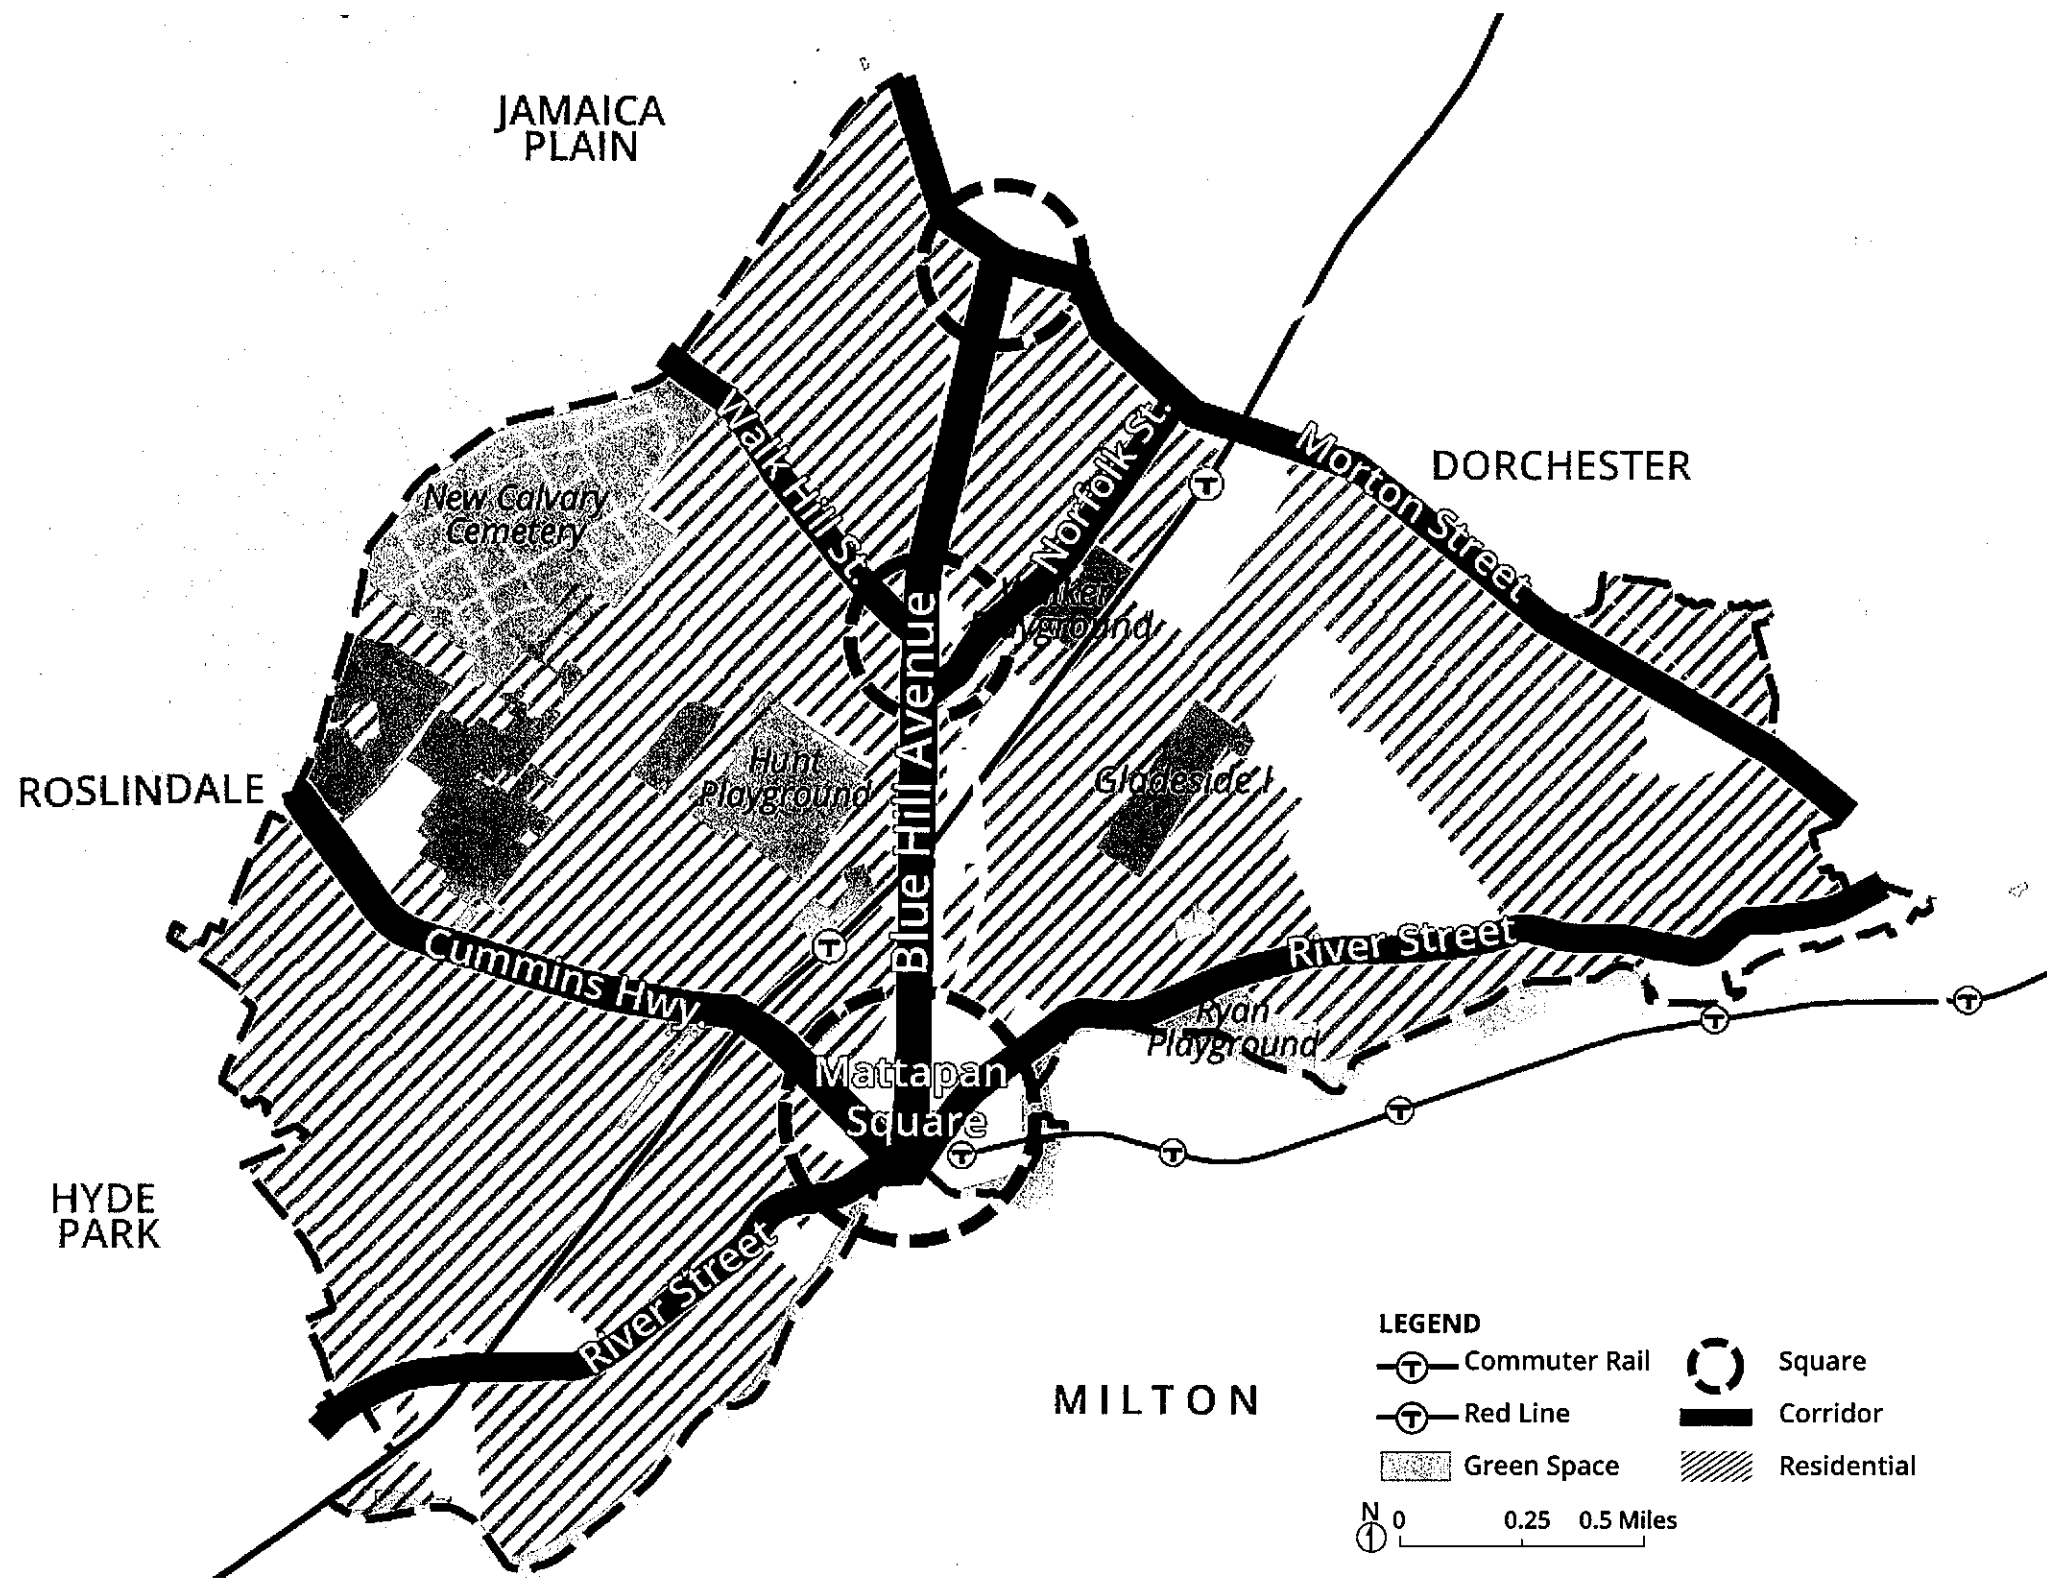 JAMAICA
PLAIN
Walk Hill St.
Norfolk St.
Morton Street
DORCHESTER
New Calvary
Cemetery
Blue Hill Avenue
ROSLINDALE
Hunt
Playground
Gladeside I
Cummins Hwy.
River Street
Ryan
Playground
Mattapan
Square
HYDE
PARK
River Street
MILTON
LEGEND
T Commuter Rail
Square
T Red Line
Corridor
Green Space
Residential
N 0 0.25 0.5 Miles
T
T
T
T
T
T
T